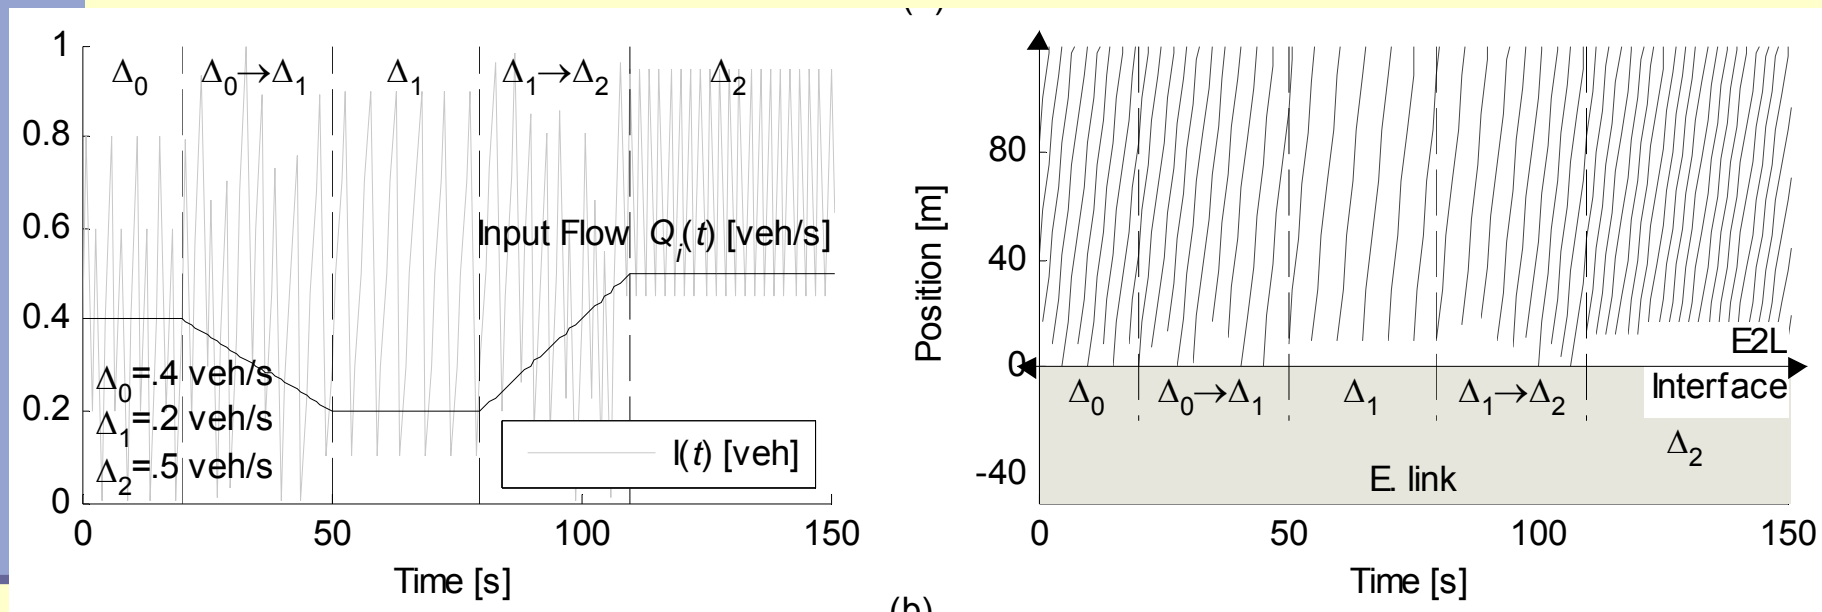 1
0.8
0.6
0.4
0.2
0
Δ0 Δ0→Δ1 Δ1 Δ1→Δ2 Δ2
Input Flow Qi(t) [veh/s]
Δ0=.4 veh/s
Δ1=.2 veh/s
Δ2=.5 veh/s
I(t) [veh]
0 50 100 150
Time [s]
Position [m]
80
40
0
-40
E2L
Interface
Δ0 Δ0→Δ1 Δ1 Δ1→Δ2
Δ2
E. link
0 50 100 150
Time [s]
(b)